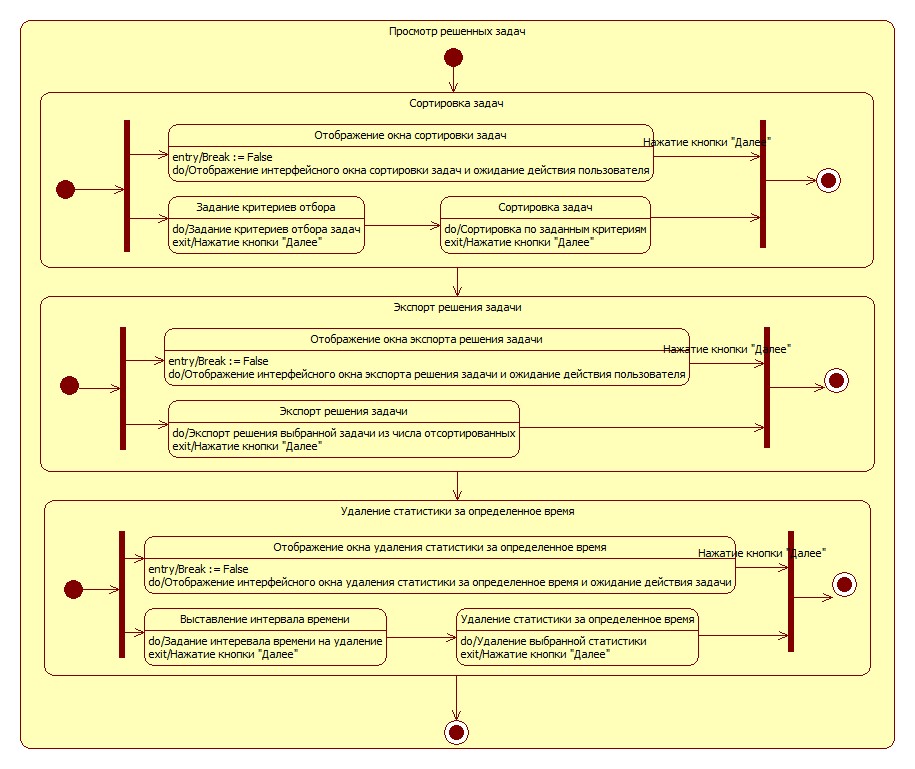 Просмотр решенных задач
Сортировка задач
Отображение окна сортировки задач
Нажатие кнопки "Далее"
entry/Break := False
do/Отображение интерфейсного окна сортировки задач и ожидание действия пользователя
Задание критериев отбора
Сортировка задач
do/Задание критериев отбора задач
exit/Нажатие кнопки "Далее"
do/Сортировка по заданным критериям
exit/Нажатие кнопки "Далее"
Экспорт решения задачи
Отображение окна экспорта решения задачи
Нажатие кнопки "Далее"
entry/Break := False
do/Отображение интерфейсного окна экспорта решения задачи и ожидание действия пользователя
Экспорт решения задачи
do/Экспорт решения выбранной задачи из числа отсортированных
exit/Нажатие кнопки "Далее"
Удаление статистики за определенное время
Отображение окна удаления статистики за определенное время
Нажатие кнопки "Далее"
entry/Break := False
do/Отображение интерфейсного окна удаления статистики за определенное время и ожидание действия задачи
Выставление интервала времени
Удаление статистики за определенное время
do/Задание интеревала времени на удаление
exit/Нажатие кнопки "Далее"
do/Удаление выбранной статистики
exit/Нажатие кнопки "Далее"